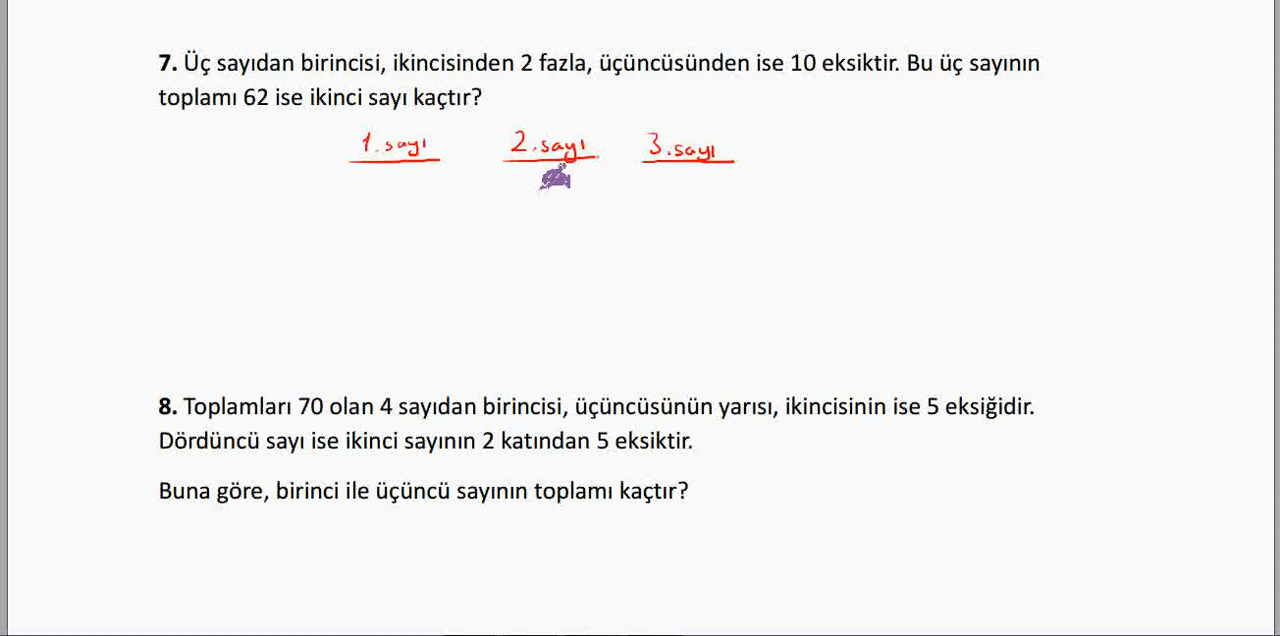 7. Üç sayıdan birincisi, ikincisinden 2 fazla, üçüncüsünden ise 10 eksiktir. Bu üç sayının
toplamı 62 ise ikinci sayı kaçtır?
1.sayı 2.sayı 3.sayı
8. Toplamları 70 olan 4 sayıdan birincisi, üçüncüsünün yarısı, ikincisinin ise 5 eksiğidir.
Dördüncü sayı ise ikinci sayının 2 katından 5 eksiktir.
Buna göre, birinci ile üçüncü sayının toplamı kaçtır?